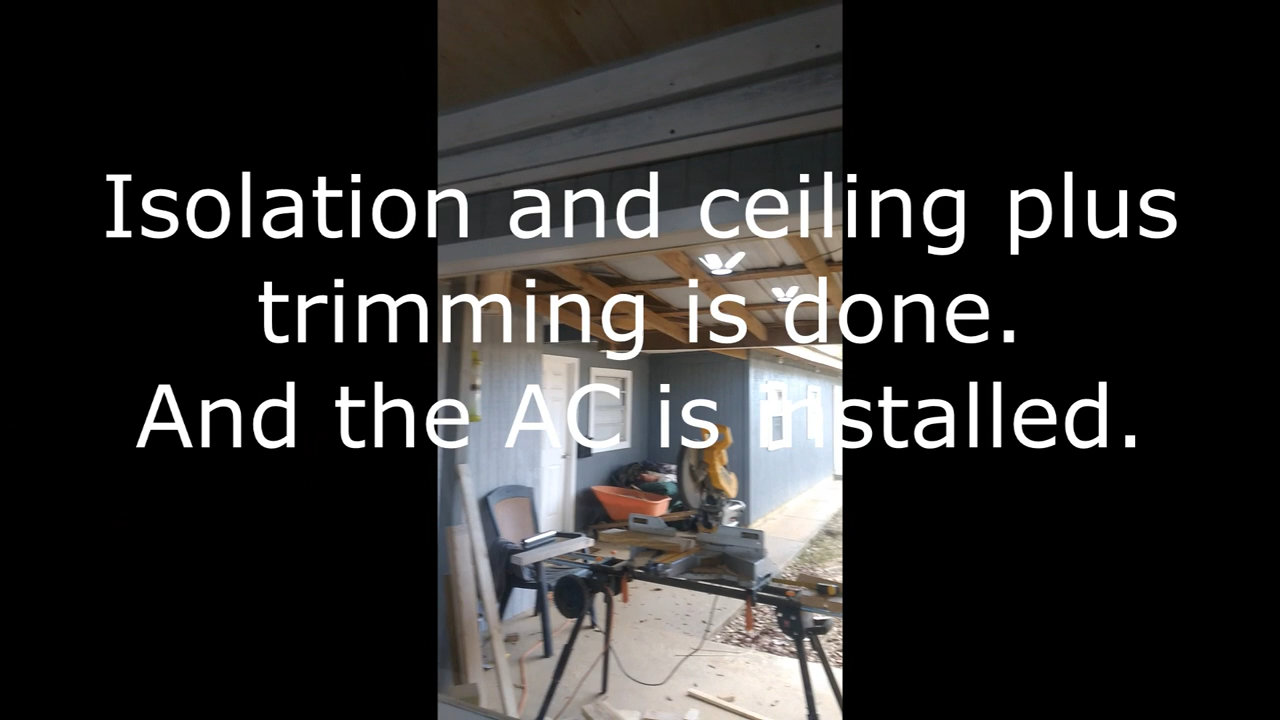 Isolation and ceiling plus
trimming is done.
And the AC is installed.